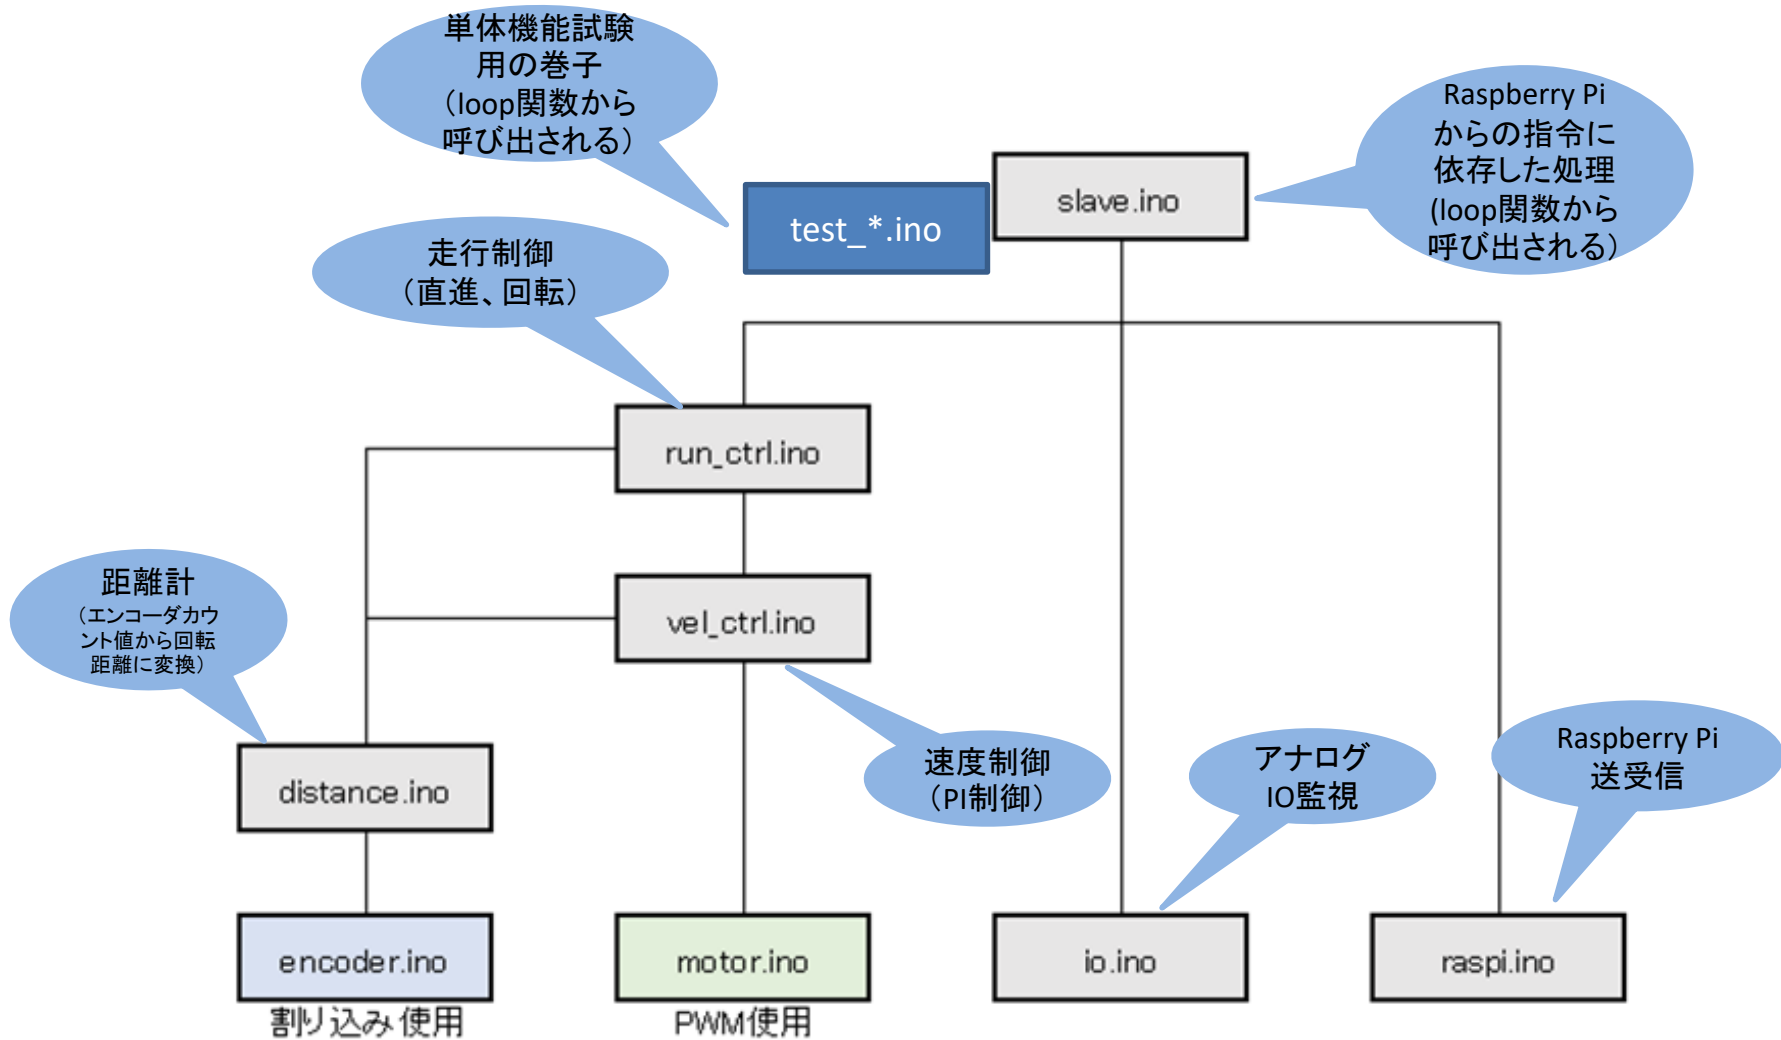 単体機能試験
用の巻子
（loop関数から
呼び出される）
Raspberry Pi
からの指令に
依存した処理
(loop関数から
呼び出される）
test_*.ino
slave.ino
走行制御
（直進、回転）
run_ctrl.ino
距離計
（エンコーダカウ
ント値から回転
距離に変換）
vel_ctrl.ino
distance.ino
速度制御
（PI制御）
アナログ
IO監視
Raspberry Pi
送受信
encoder.ino
割り込み使用
motor.ino
PWM使用
io.ino
raspi.ino